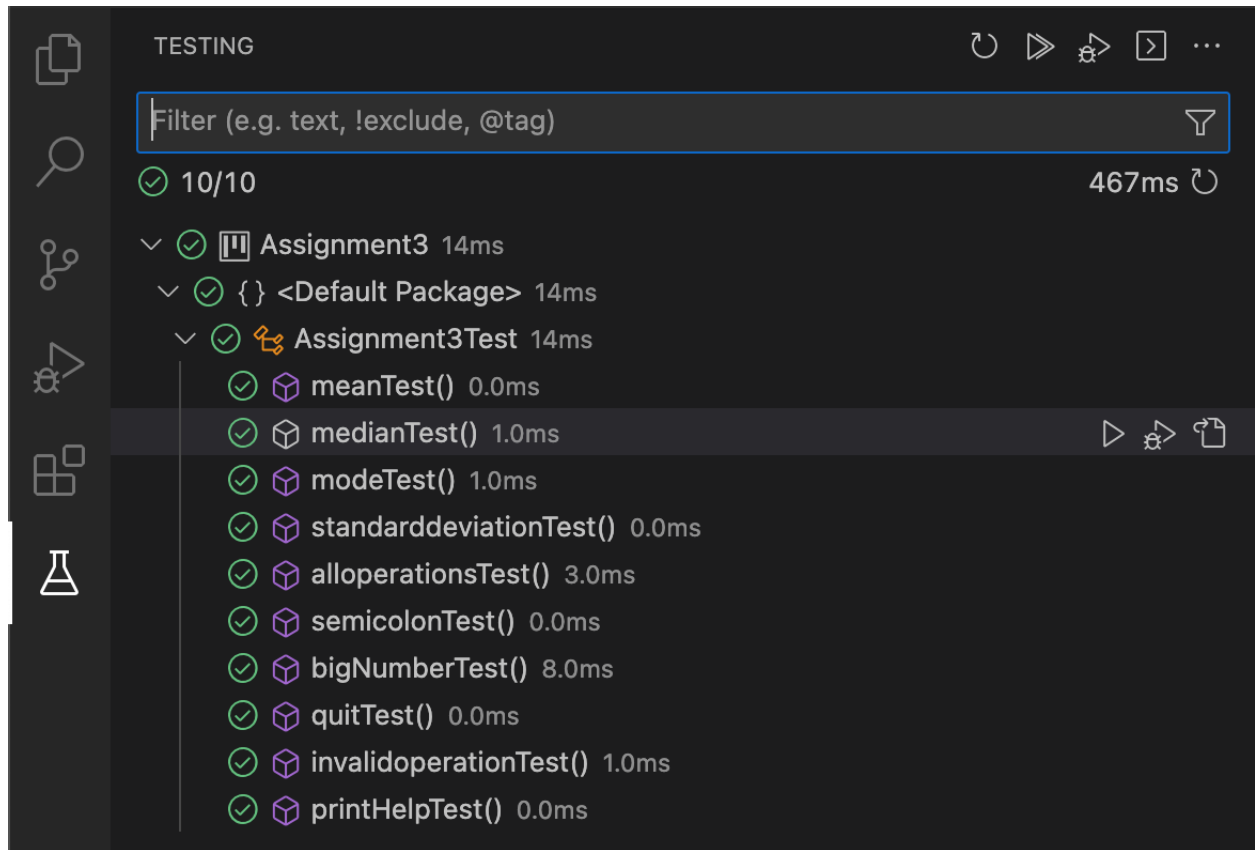 TESTING
Filter (e.g. text, !exclude, @tag)
10/10 467ms
Assignment3 14ms
{} <Default Package> 14ms
Assignment3Test 14ms
meanTest() 0.0ms
medianTest() 1.0ms
modeTest() 1.0ms
standarddeviationTest() 0.0ms
alloperationsTest() 3.0ms
semicolonTest() 0.0ms
bigNumberTest() 8.0ms
quitTest() 0.0ms
invalidoperationTest() 1.0ms
printHelpTest() 0.0ms